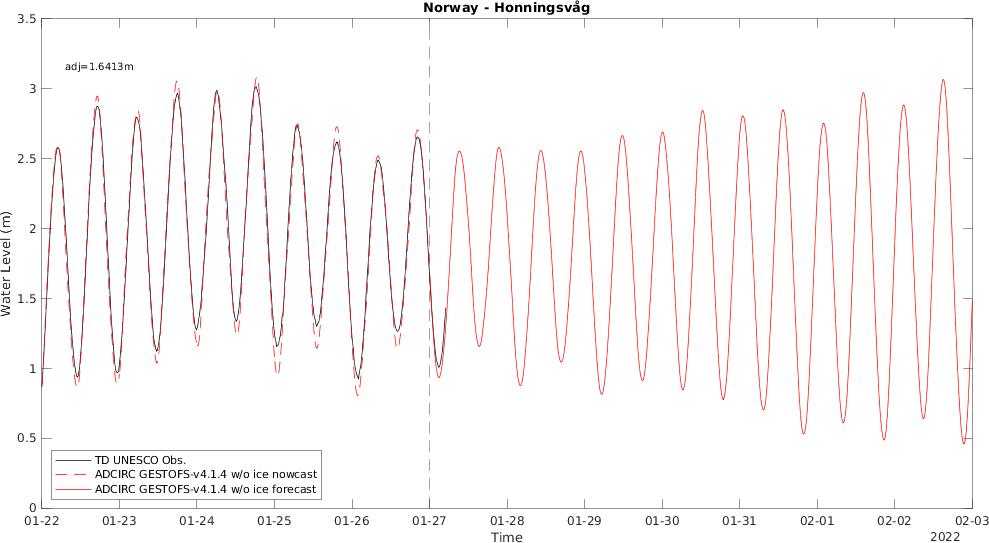 Norway - Honningsvåg
adj=1.6413m
Water Level (m)
3.5
3
2.5
2
1.5
1
0.5
0
TD UNESCO Obs.
ADCIRC GESTOFS-v4.1.4 w/o ice nowcast
ADCIRC GESTOFS-v4.1.4 w/o ice forecast
01-22 01-23 01-24 01-25 01-26 01-27 01-28 01-29 01-30 01-31 02-01 02-02 02-03
Time
2022